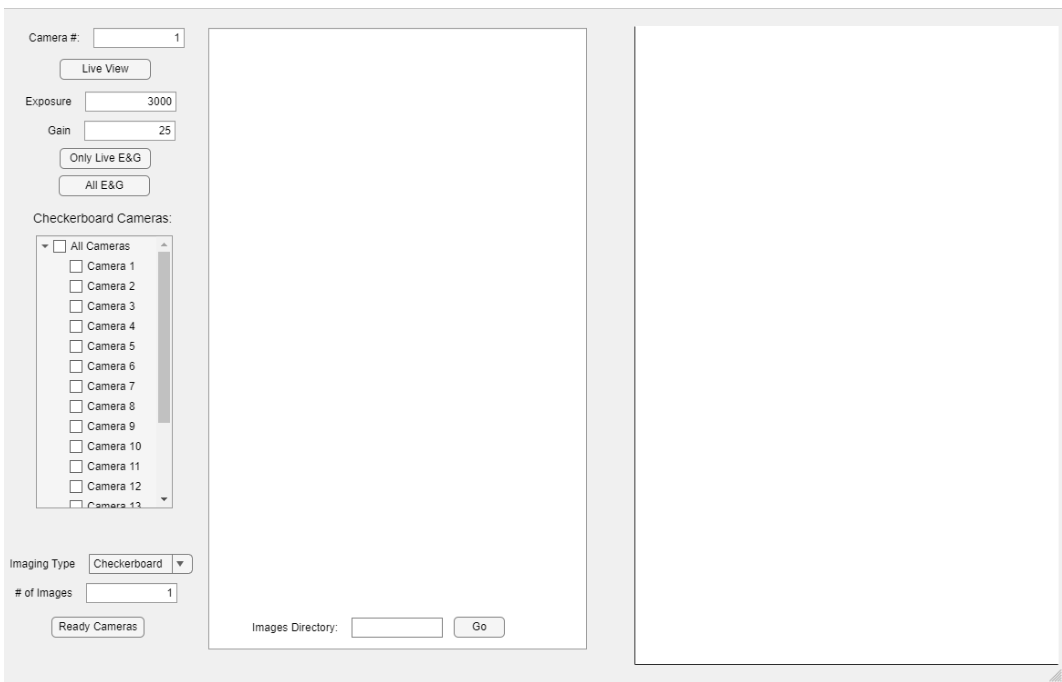 Camera #: 1
Live View
Exposure 3000
Gain 25
Only Live E&G
All E&G
Checkerboard Cameras:
All Cameras
Camera 1
Camera 2
Camera 3
Camera 4
Camera 5
Camera 6
Camera 7
Camera 8
Camera 9
Camera 10
Camera 11
Camera 12
Camera 13
Imaging Type Checkerboard
# of Images 1
Ready Cameras
Images Directory: Go